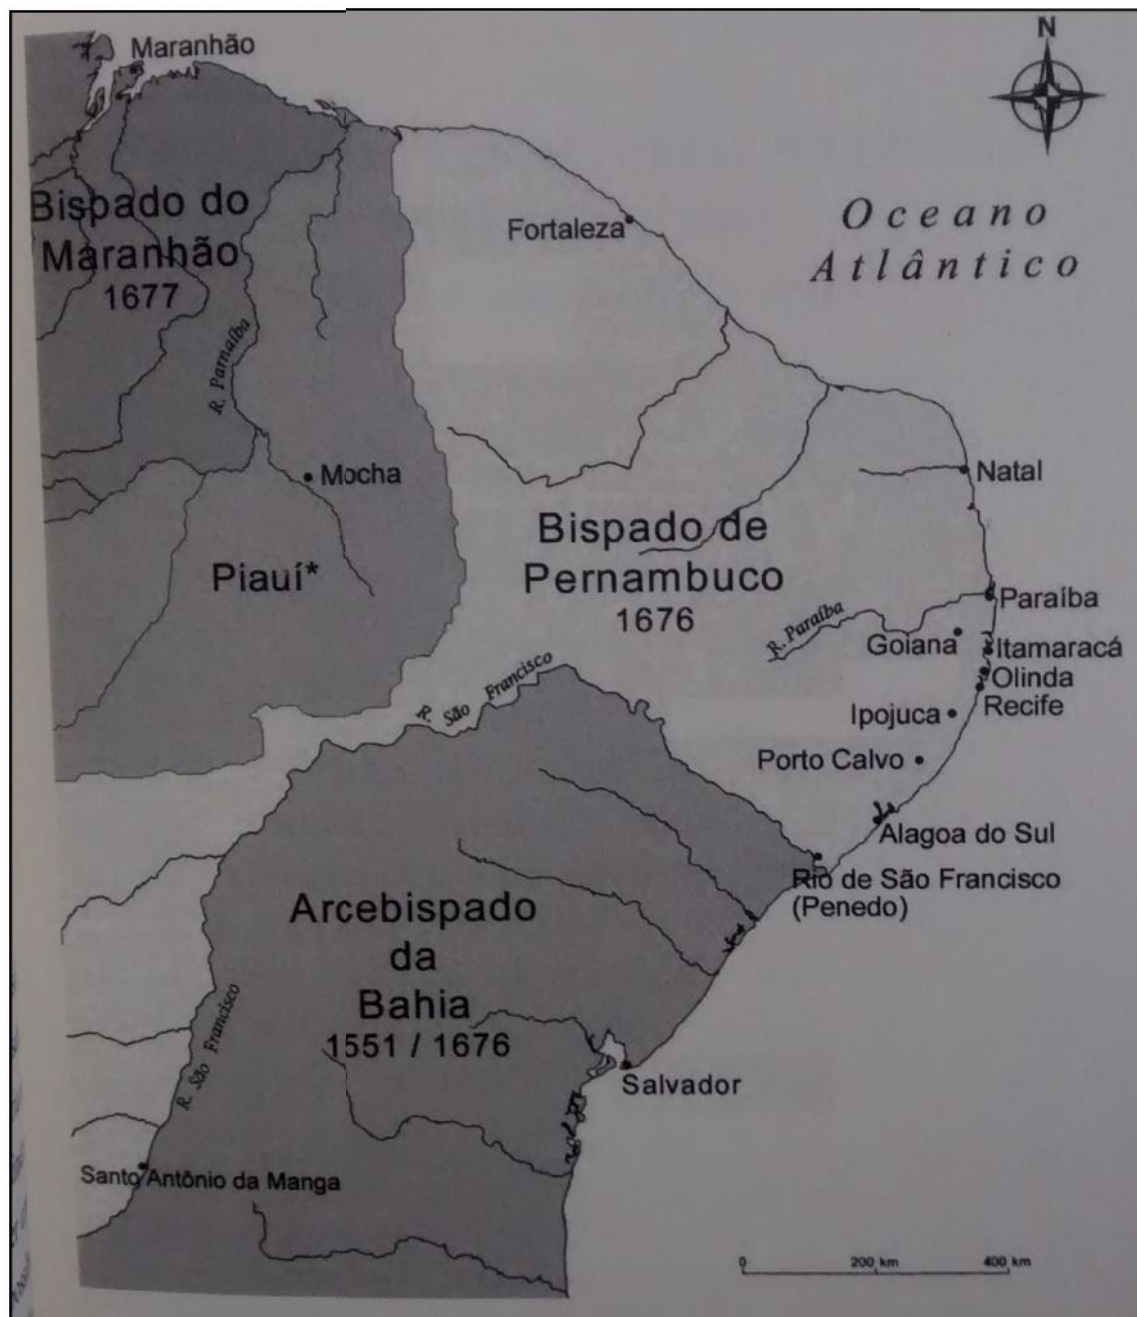 Maranhão
N
Bispado do
Maranhão
1677
Oceano
Atlântico
Fortaleza
R. Parnaíba
Mocha
Natal
Bispado de
Pernambuco
1676
Piauí*
Paraíba
R. Paraíba
Goiana
Itamaracá
Olinda
Recife
R. São Francisco
Ipojuca
Porto Calvo
Alagoa do Sul
Rio de São Francisco
(Penedo)
Arcebispado
da
Bahia
1551 / 1676
R. São Francisco
Salvador
Santo Antônio da Manga
0 200 km 400 km